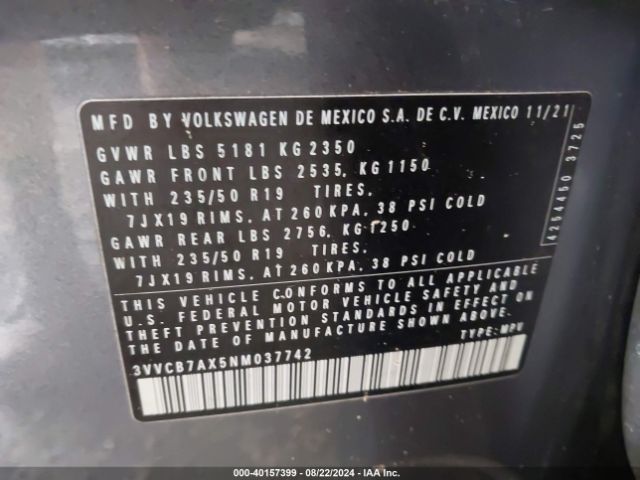 MFD BY VOLKSWAGEN DE MEXICO S.A. DE C.V. MEXICO 11/21
GVWR LBS 5181 KG 2350
GAWR FRONT LBS 2535, KG 1150
WITH 235/50 R19 TIRES,
7JX19 RIMS, AT 260 KPA, 38 PSI COLD
GAWR REAR LBS 2756, KG 1250
WITH 235/50 R19 TIRES,
7JX19 RIMS, AT 260 KPA, 38 PSI COLD
THIS VEHICLE CONFORMS TO ALL APPLICABLE
U.S. FEDERAL MOTOR VEHICLE SAFETY AND
THEFT PREVENTION STANDARDS IN EFFECT ON
THE DATE OF MANUFACTURE SHOWN ABOVE.
3VVCB7AX5NM037742 TYPE: MPV
4254450 3725
000-40157399 - 08/22/2024 - IAA Inc.